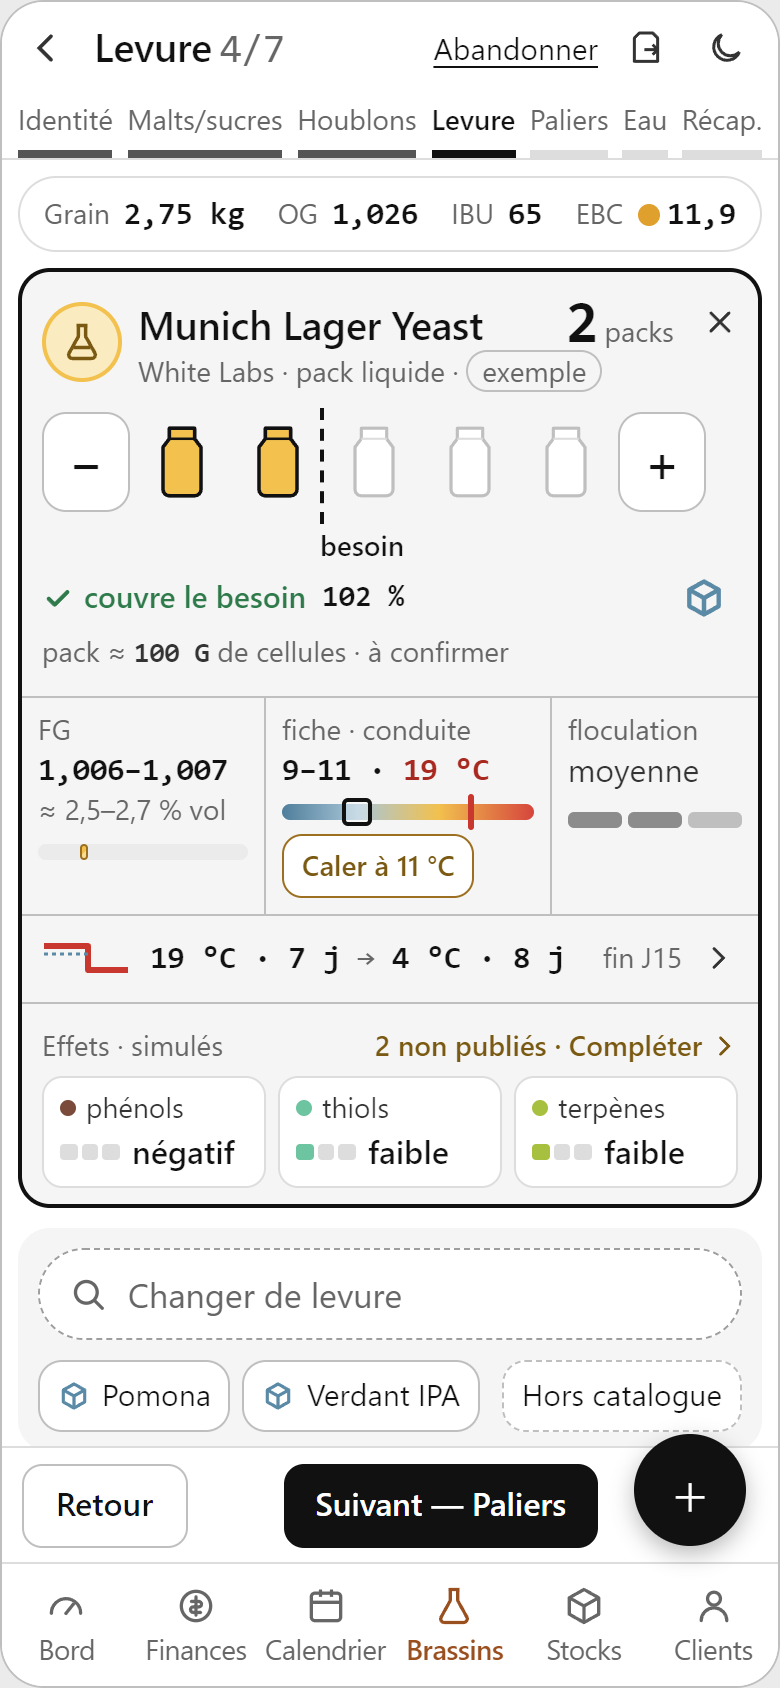 Levure 4/7 Abandonner
Identité Malts/sucres Houblons Levure Paliers Eau Récap.
Grain 2,75 kg OG 1,026 IBU 65 EBC 11,9
Munich Lager Yeast 2 packs
White Labs · pack liquide · exemple
− +
besoin
couvre le besoin 102 %
pack ≈ 100 G de cellules · à confirmer
FG
1,006–1,007
≈ 2,5–2,7 % vol
fiche · conduite
9–11 · 19 °C
Caler à 11 °C
floculation
moyenne
19 °C · 7 j → 4 °C · 8 j fin J15
Effets · simulés 2 non publiés · Compléter
phénols
négatif
thiols
faible
terpènes
faible
Changer de levure
Pomona Verdant IPA Hors catalogue
Retour Suivant — Paliers +
Bord Finances Calendrier Brassins Stocks Clients